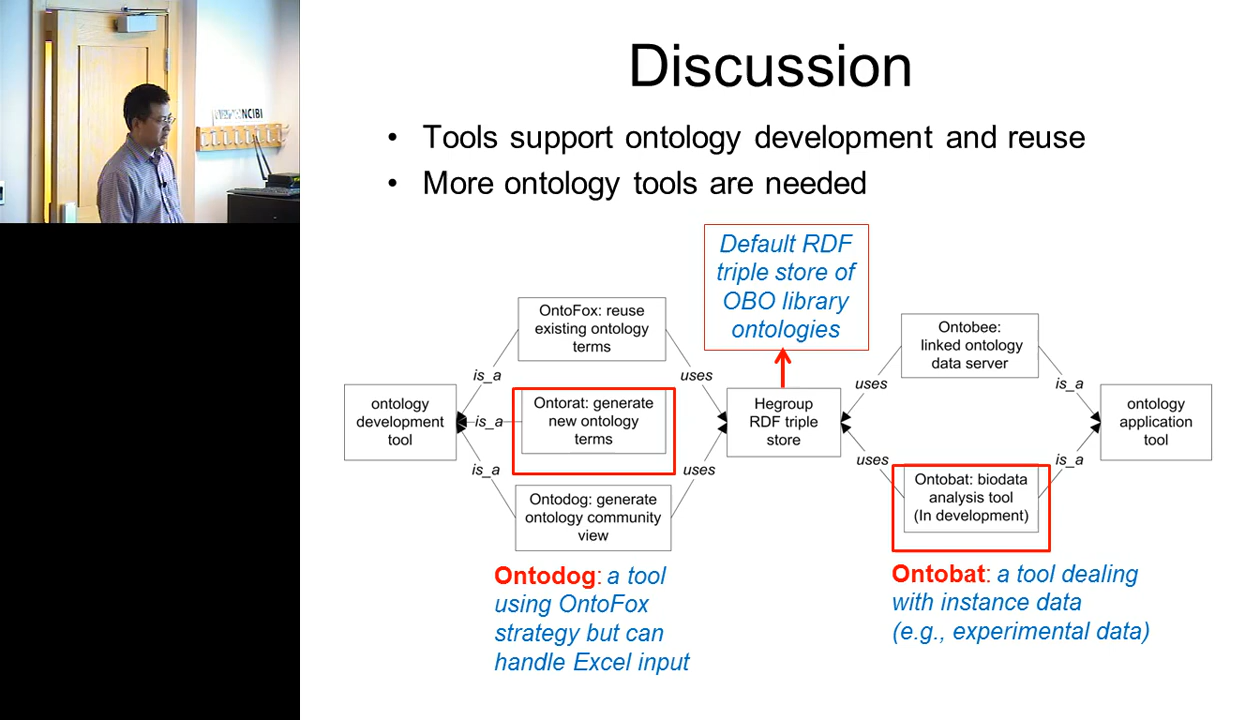 NCIBI
Discussion
• Tools support ontology development and reuse
• More ontology tools are needed
Default RDF
triple store of
OBO library
ontologies
OntoFox: reuse
existing ontology
terms
Ontobee:
linked ontology
data server
is_a
uses
uses
is_a
ontology
development
tool
is_a
Ontorat: generate
new ontology
terms
Hegroup
RDF triple
store
ontology
application
tool
is_a
uses
uses
is_a
Ontodog: generate
ontology community
view
Ontobat: biodata
analysis tool
(In development)
Ontodog: a tool
using OntoFox
strategy but can
handle Excel input
Ontobat: a tool dealing
with instance data
(e.g., experimental data)